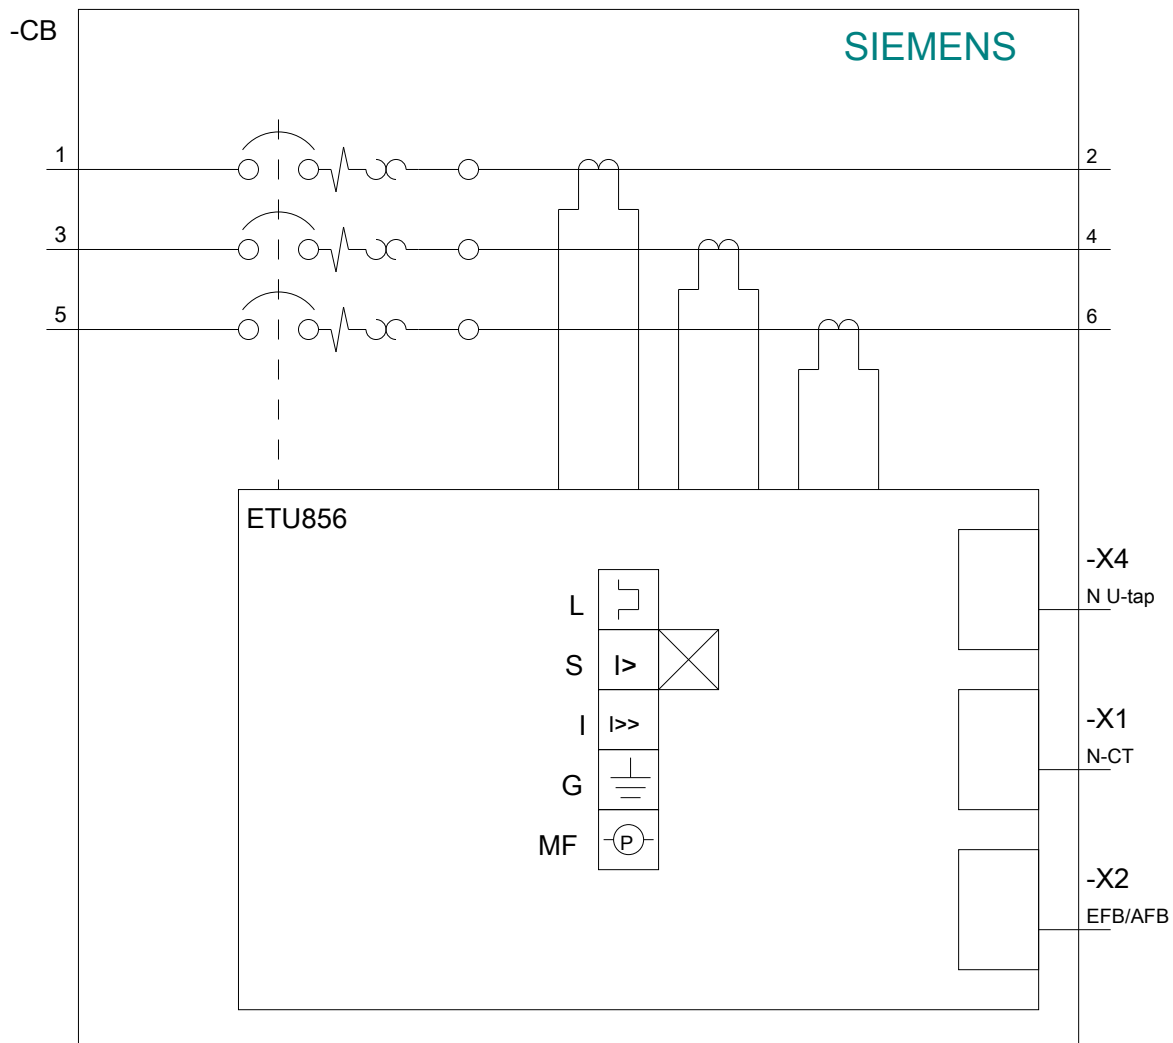 -CB
SIEMENS
1
2
3
4
5
6
ETU856
-X4
N U-tap
L
S
I>
I
I>>
-X1
N-CT
G
MF
P
-X2
EFB/AFB